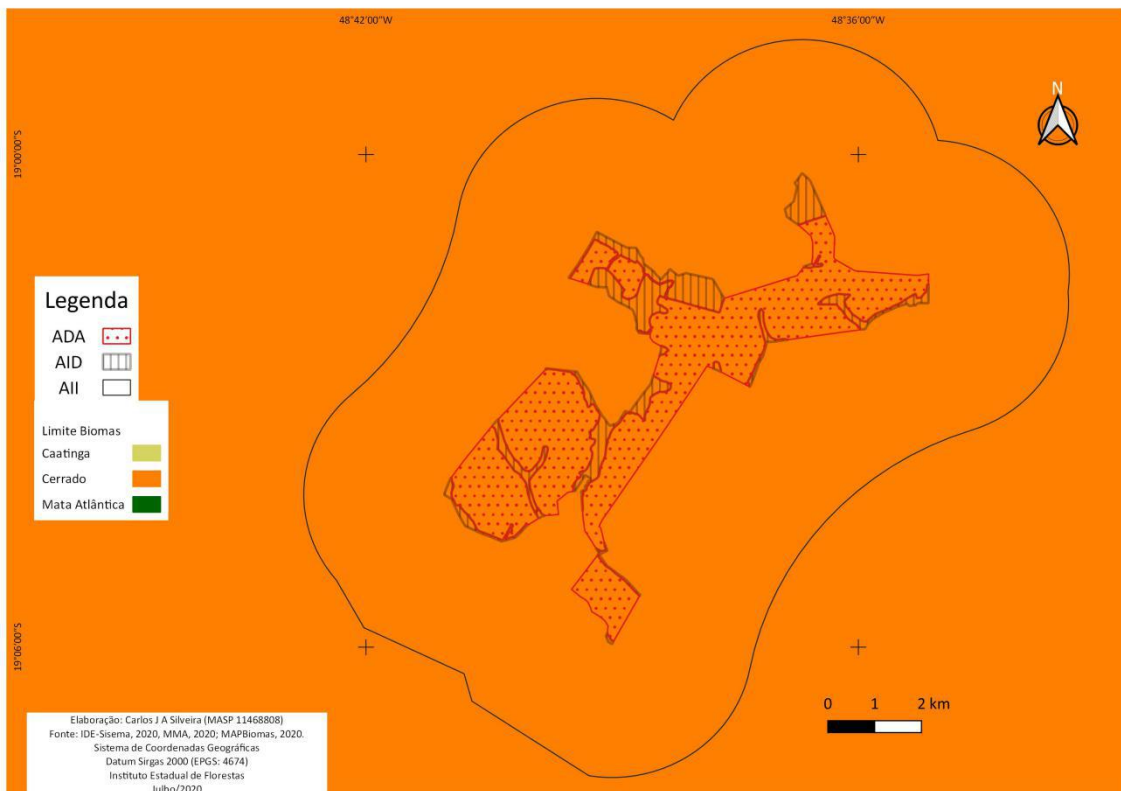 48°42'00"W
48°36'00"W
N
19°00'00"S
Legenda
ADA
AID
AII
Limite Biomas
Caatinga
Cerrado
Mata Atlântica
19°06'00"S
0 1 2 km
Elaboração: Carlos J A Silveira (MASP 11468808)
Fonte: IDE-Sisema, 2020, MMA, 2020; MAPBiomas, 2020.
Sistema de Coordenadas Geográficas
Datum Sirgas 2000 (EPGS: 4674)
Instituto Estadual de Florestas
Julho/2020